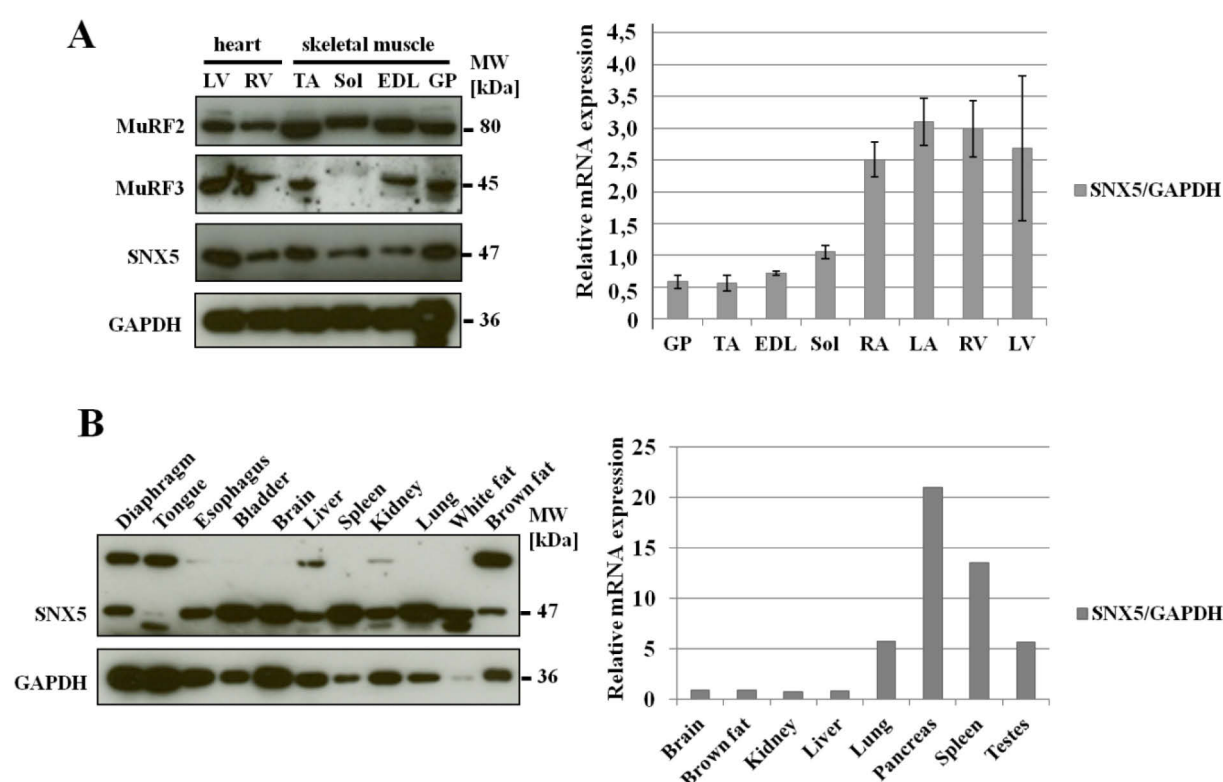 A
heart skeletal muscle
LV RV TA Sol EDL GP
MW
[kDa]
MuRF2
80
MuRF3
45
SNX5
47
GAPDH
36
Relative mRNA expression
4,5
4,0
3,5
3,0
2,5
2,0
1,5
1,0
0,5
0
GP TA EDL Sol RA LA RV LV
SNX5/GAPDH
B
Diaphragm Tongue Esophagus Bladder Brain Liver Spleen Kidney Lung White fat Brown fat
MW
[kDa]
SNX5
47
GAPDH
36
Relative mRNA expression
25
20
15
10
5
0
Brain Brown fat Kidney Liver Lung Pancreas Spleen Testes
SNX5/GAPDH